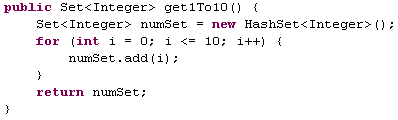 public Set<Integer> get1To10() {
    Set<Integer> numSet = new HashSet<Integer>();
    for (int i = 0; i <= 10; i++) {
        numSet.add(i);
    }
    return numSet;
}